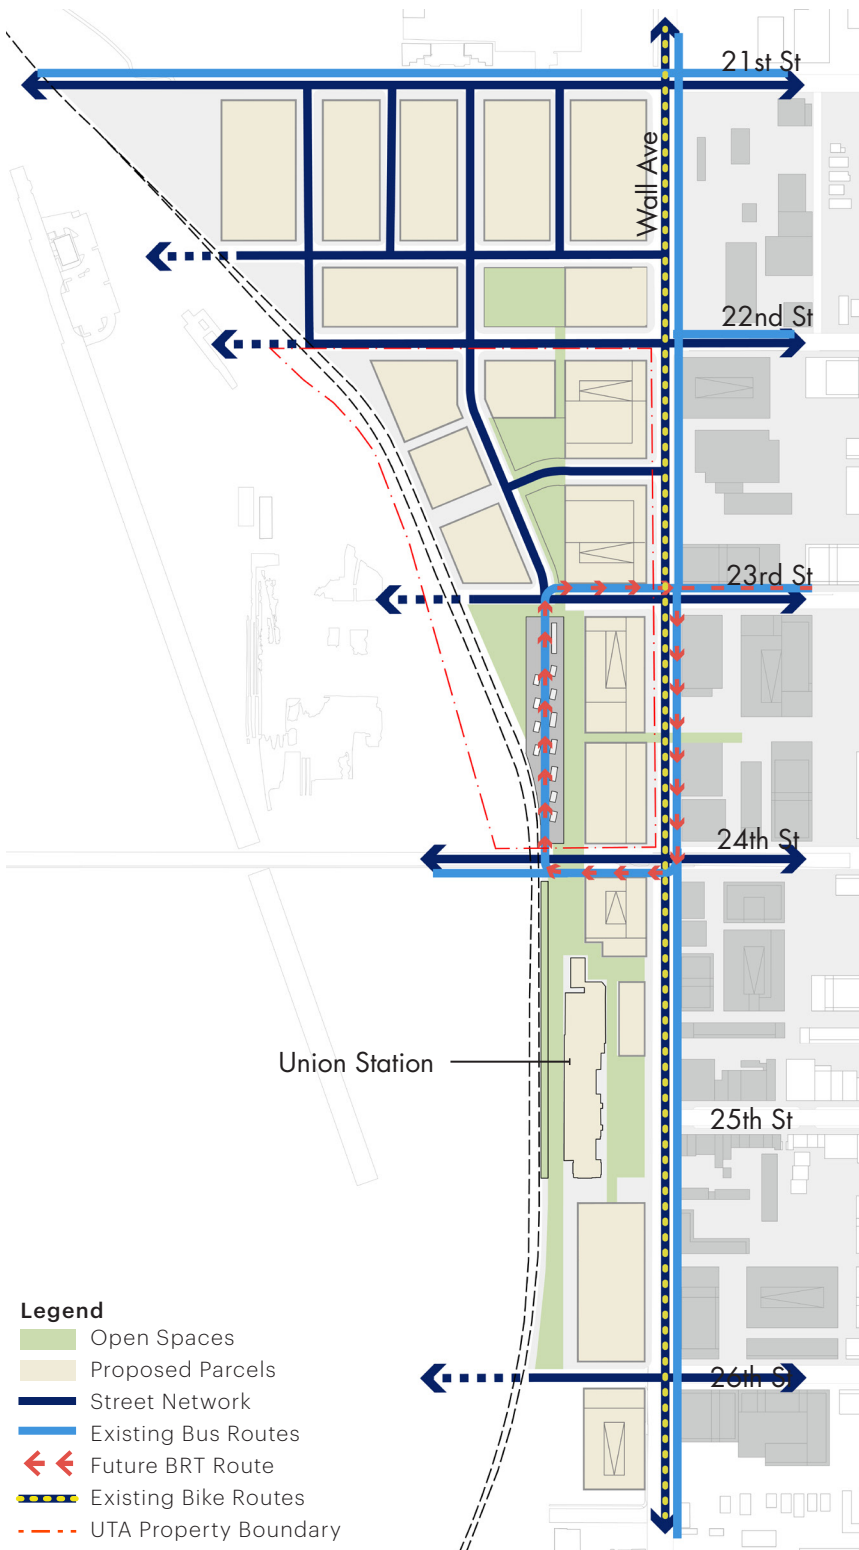 21st St
Wall Ave
22nd St
23rd St
24th St
Union Station
25th St
26th St
Legend
Open Spaces
Proposed Parcels
Street Network
Existing Bus Routes
Future BRT Route
Existing Bike Routes
UTA Property Boundary